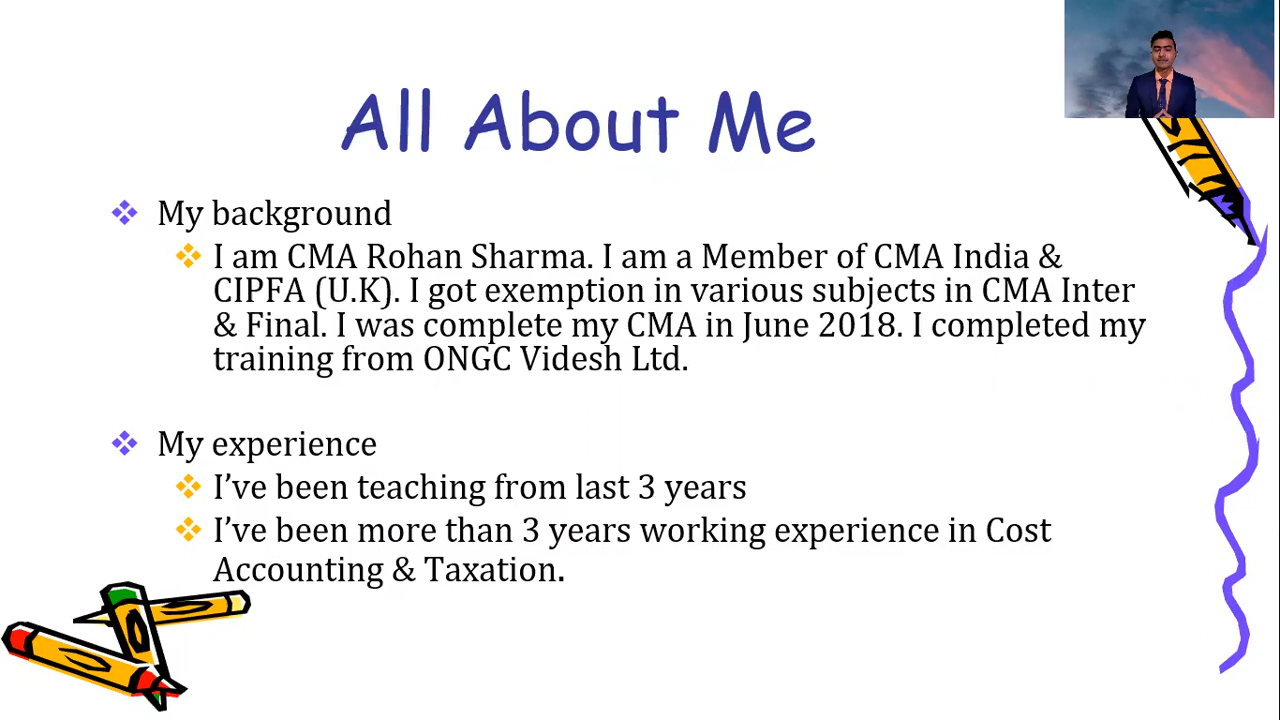 All About Me
My background
I am CMA Rohan Sharma. I am a Member of CMA India &
CIPFA (U.K). I got exemption in various subjects in CMA Inter
& Final. I was complete my CMA in June 2018. I completed my
training from ONGC Videsh Ltd.
My experience
I’ve been teaching from last 3 years
I’ve been more than 3 years working experience in Cost
Accounting & Taxation.